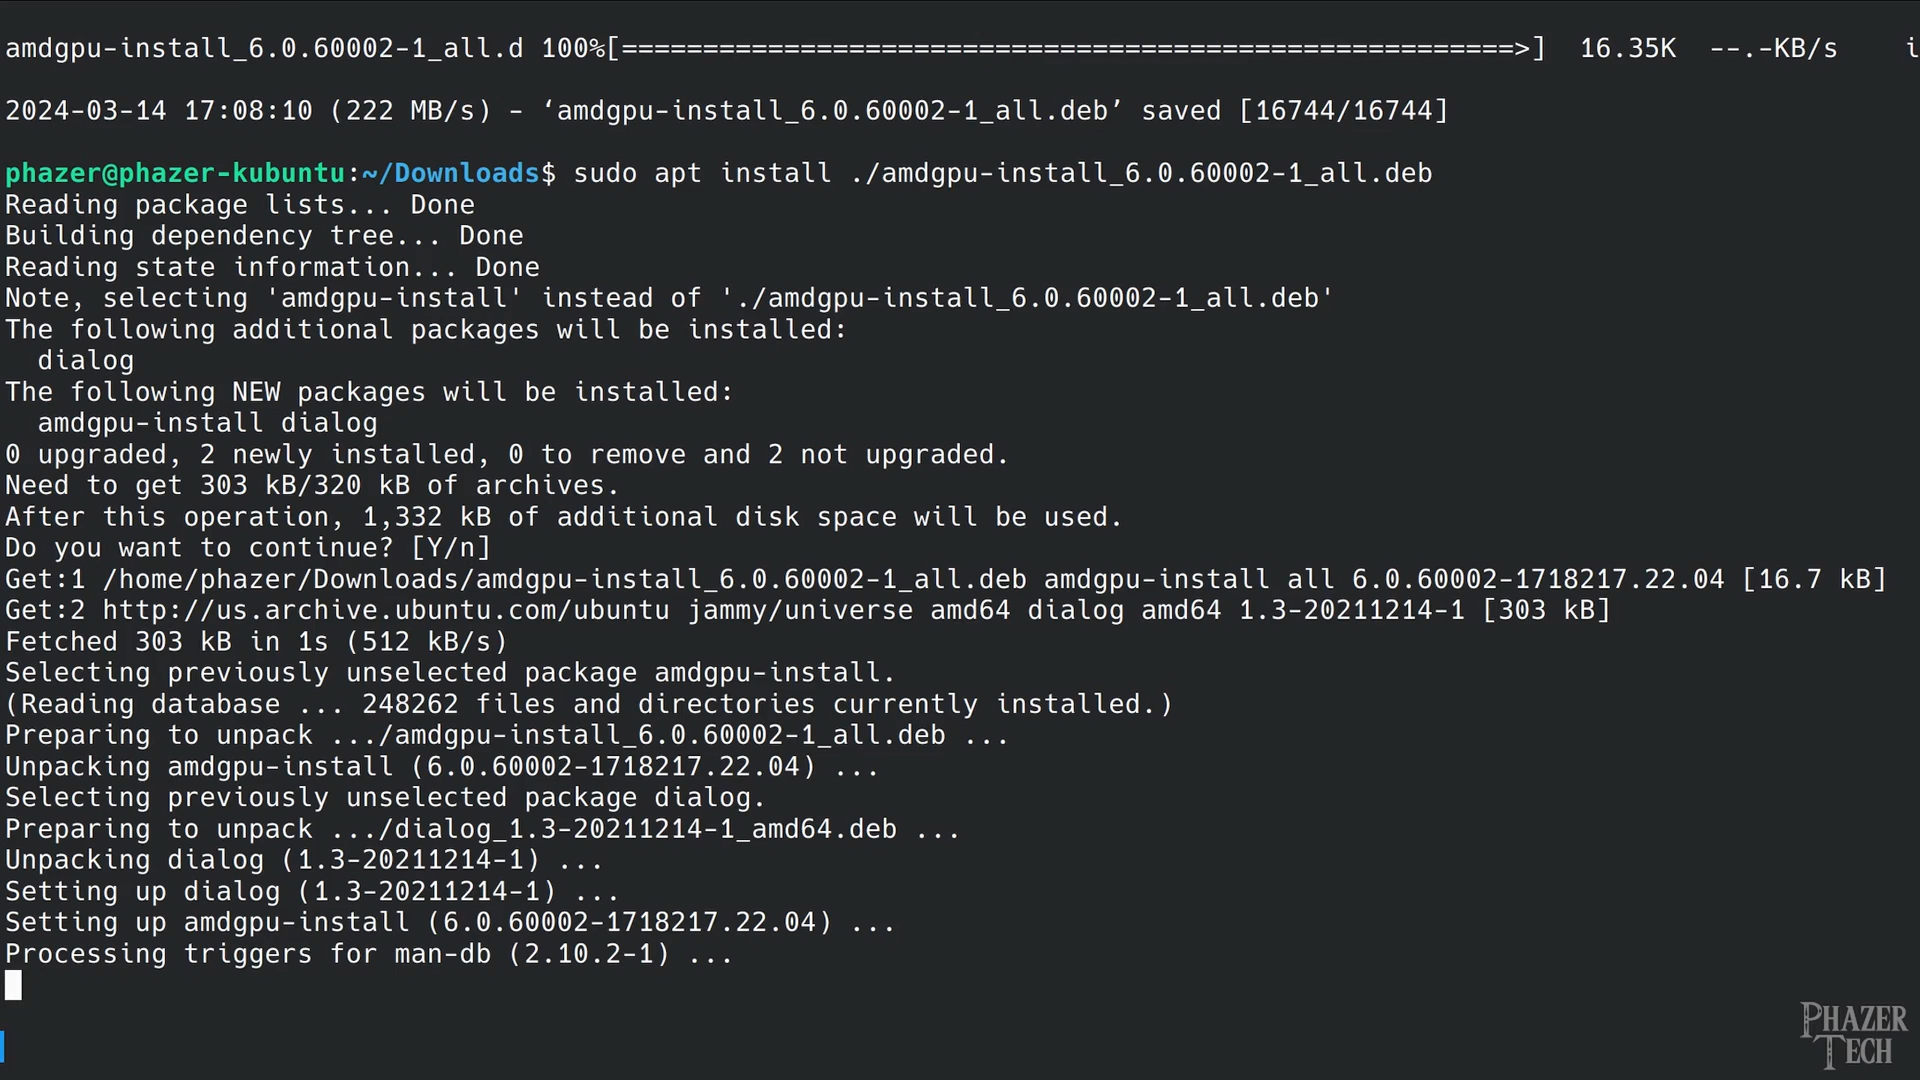 amdgpu-install_6.0.60002-1_all.d 100%[=======================================================>] 16.35K --.-KB/s i
2024-03-14 17:08:10 (222 MB/s) - ‘amdgpu-install_6.0.60002-1_all.deb’ saved [16744/16744]
phazer@phazer-kubuntu:~/Downloads$ sudo apt install ./amdgpu-install_6.0.60002-1_all.deb
Reading package lists... Done
Building dependency tree... Done
Reading state information... Done
Note, selecting 'amdgpu-install' instead of './amdgpu-install_6.0.60002-1_all.deb'
The following additional packages will be installed:
  dialog
The following NEW packages will be installed:
  amdgpu-install dialog
0 upgraded, 2 newly installed, 0 to remove and 2 not upgraded.
Need to get 303 kB/320 kB of archives.
After this operation, 1,332 kB of additional disk space will be used.
Do you want to continue? [Y/n]
Get:1 /home/phazer/Downloads/amdgpu-install_6.0.60002-1_all.deb amdgpu-install all 6.0.60002-1718217.22.04 [16.7 kB]
Get:2 http://us.archive.ubuntu.com/ubuntu jammy/universe amd64 dialog amd64 1.3-20211214-1 [303 kB]
Fetched 303 kB in 1s (512 kB/s)
Selecting previously unselected package amdgpu-install.
(Reading database ... 248262 files and directories currently installed.)
Preparing to unpack .../amdgpu-install_6.0.60002-1_all.deb ...
Unpacking amdgpu-install (6.0.60002-1718217.22.04) ...
Selecting previously unselected package dialog.
Preparing to unpack .../dialog_1.3-20211214-1_amd64.deb ...
Unpacking dialog (1.3-20211214-1) ...
Setting up dialog (1.3-20211214-1) ...
Setting up amdgpu-install (6.0.60002-1718217.22.04) ...
Processing triggers for man-db (2.10.2-1) ...
PHAZER
TECH